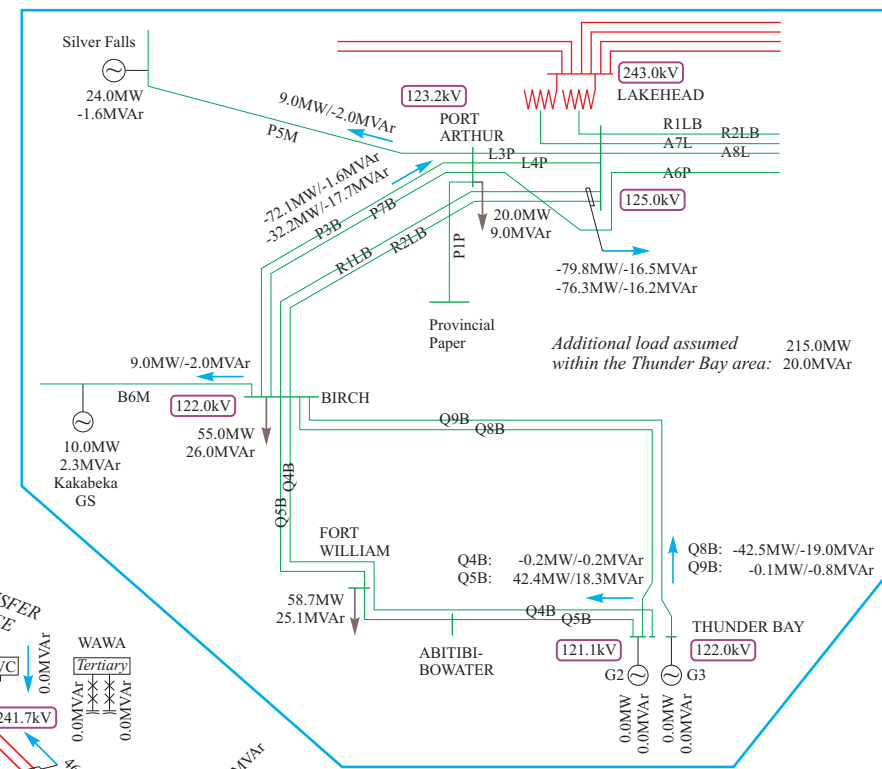 Silver Falls
24.0MW
-1.6MVAr
9.0MW/-2.0MVAr
P5M
123.2kV
PORT
ARTHUR
243.0kV
LAKEHEAD
R1LB
R2LB
A7L
A8L
L3P
L4P
A6P
125.0kV
-72.1MW/-1.6MVAr
-32.2MW/-17.7MVAr
P3B
P7B
R1LB
R2LB
P1P
20.0MW
9.0MVAr
-79.8MW/-16.5MVAr
-76.3MW/-16.2MVAr
Provincial
Paper
Additional load assumed 215.0MW
within the Thunder Bay area: 20.0MVAr
9.0MW/-2.0MVAr
B6M
122.0kV
BIRCH
55.0MW
26.0MVAr
10.0MW
2.3MVAr
Kakabeka
GS
Q9B
Q8B
Q5B
Q4B
FORT
WILLIAM
58.7MW
25.1MVAr
Q4B: -0.2MW/-0.2MVAr
Q5B: 42.4MW/18.3MVAr
Q8B: -42.5MW/-19.0MVAr
Q9B: -0.1MW/-0.8MVAr
Q4B
Q5B
ABITIBI-
BOWATER
THUNDER BAY
121.1kV
122.0kV
G2
G3
0.0MW
0.0MVAr
0.0MW
0.0MVAr
SFER
CE
VC
0.0MVAr
WAWA
Tertiary
0.0MVAr
0.0MVAr
241.7kV
46
MVAr